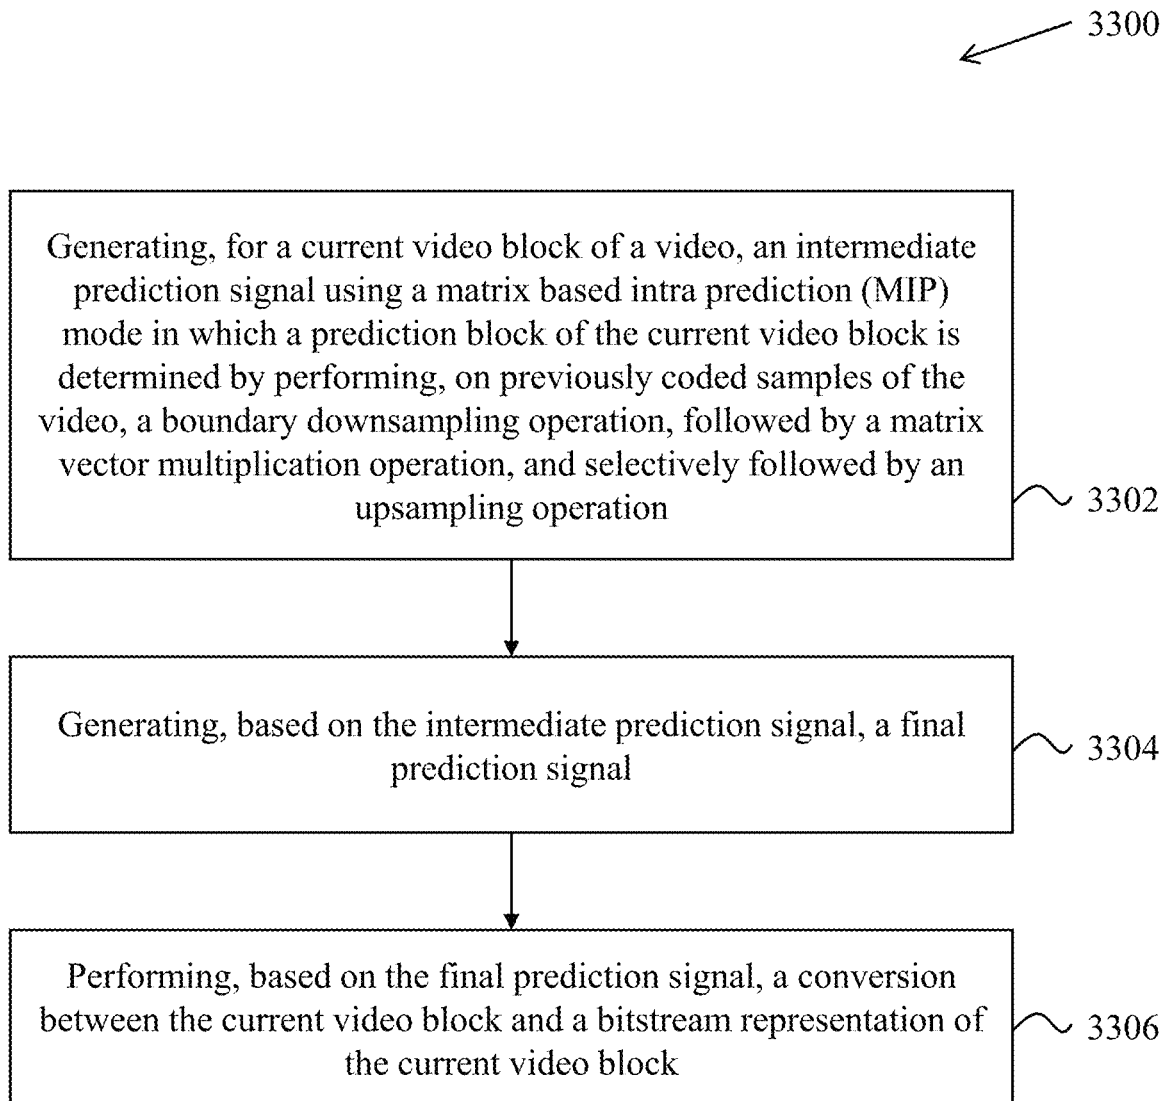 3300
Generating, for a current video block of a video, an intermediate
prediction signal using a matrix based intra prediction (MIP)
mode in which a prediction block of the current video block is
determined by performing, on previously coded samples of the
video, a boundary downsampling operation, followed by a matrix
vector multiplication operation, and selectively followed by an
upsampling operation
3302
Generating, based on the intermediate prediction signal, a final
prediction signal
3304
Performing, based on the final prediction signal, a conversion
between the current video block and a bitstream representation of
the current video block
3306